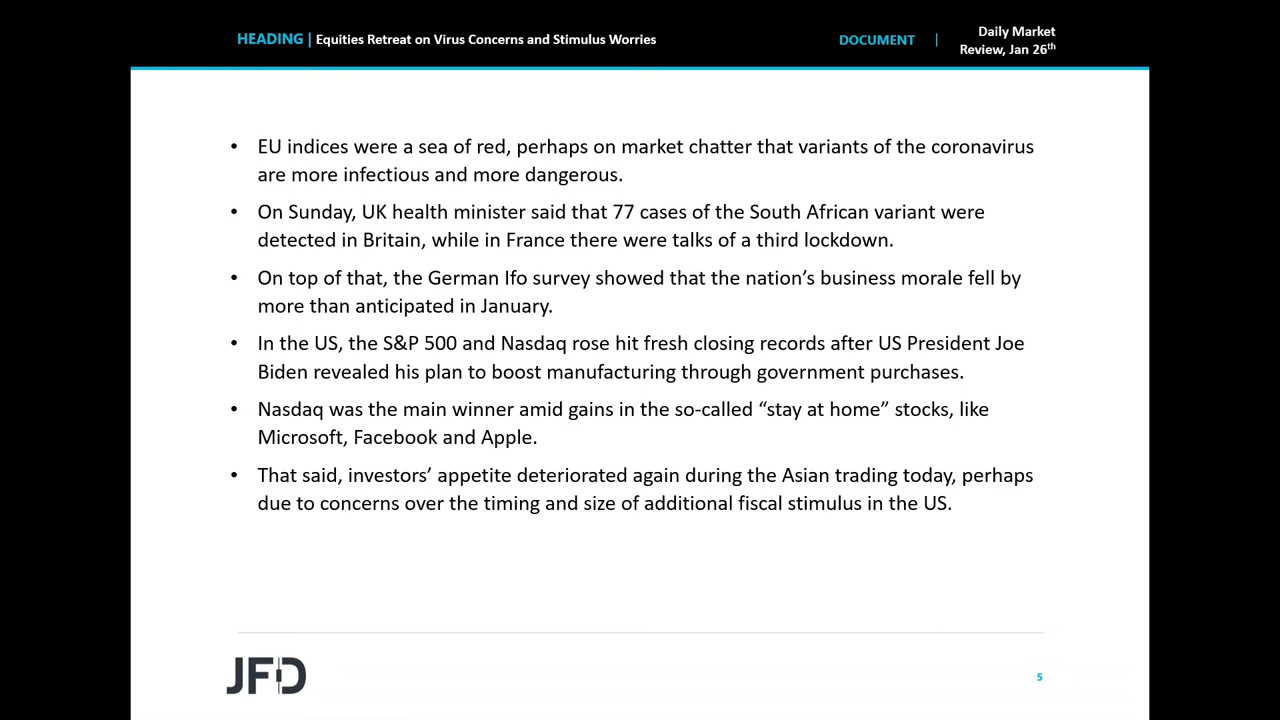 HEADING | Equities Retreat on Virus Concerns and Stimulus Worries
DOCUMENT |
Daily Market
Review, Jan 26th
• EU indices were a sea of red, perhaps on market chatter that variants of the coronavirus
are more infectious and more dangerous.
• On Sunday, UK health minister said that 77 cases of the South African variant were
detected in Britain, while in France there were talks of a third lockdown.
• On top of that, the German Ifo survey showed that the nation’s business morale fell by
more than anticipated in January.
• In the US, the S&P 500 and Nasdaq rose hit fresh closing records after US President Joe
Biden revealed his plan to boost manufacturing through government purchases.
• Nasdaq was the main winner amid gains in the so-called “stay at home” stocks, like
Microsoft, Facebook and Apple.
• That said, investors’ appetite deteriorated again during the Asian trading today, perhaps
due to concerns over the timing and size of additional fiscal stimulus in the US.
JFD
5